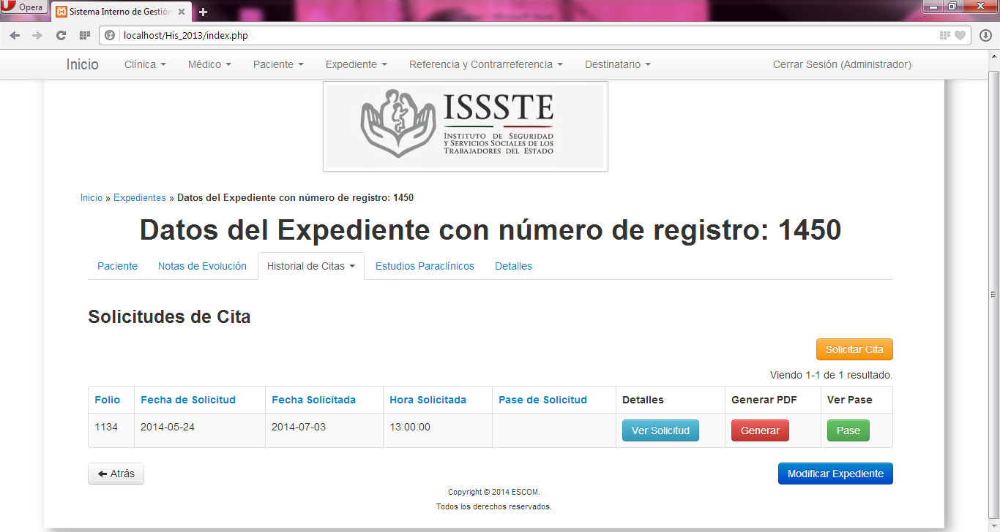 Opera
Sistema Interno de Gestión
localhost/His_2013/index.php
Inicio Clínica Médico Paciente Expediente Referencia y Contrarreferencia Destinatario Cerrar Sesión (Administrador)
ISSSTE
INSTITUTO DE SEGURIDAD
Y SERVICIOS SOCIALES DE LOS
TRABAJADORES DEL ESTADO
Inicio » Expedientes » Datos del Expediente con número de registro: 1450
Datos del Expediente con número de registro: 1450
Paciente Notas de Evolución Historial de Citas Estudios Paraclínicos Detalles
Solicitudes de Cita
Solicitar Cita
Viendo 1-1 de 1 resultado.
Folio Fecha de Solicitud Fecha Solicitada Hora Solicitada Pase de Solicitud Detalles Generar PDF Ver Pase
1134 2014-05-24 2014-07-03 13:00:00 Ver Solicitud Generar Pase
Atrás Modificar Expediente
Copyright © 2014 ESCOM.
Todos los derechos reservados.